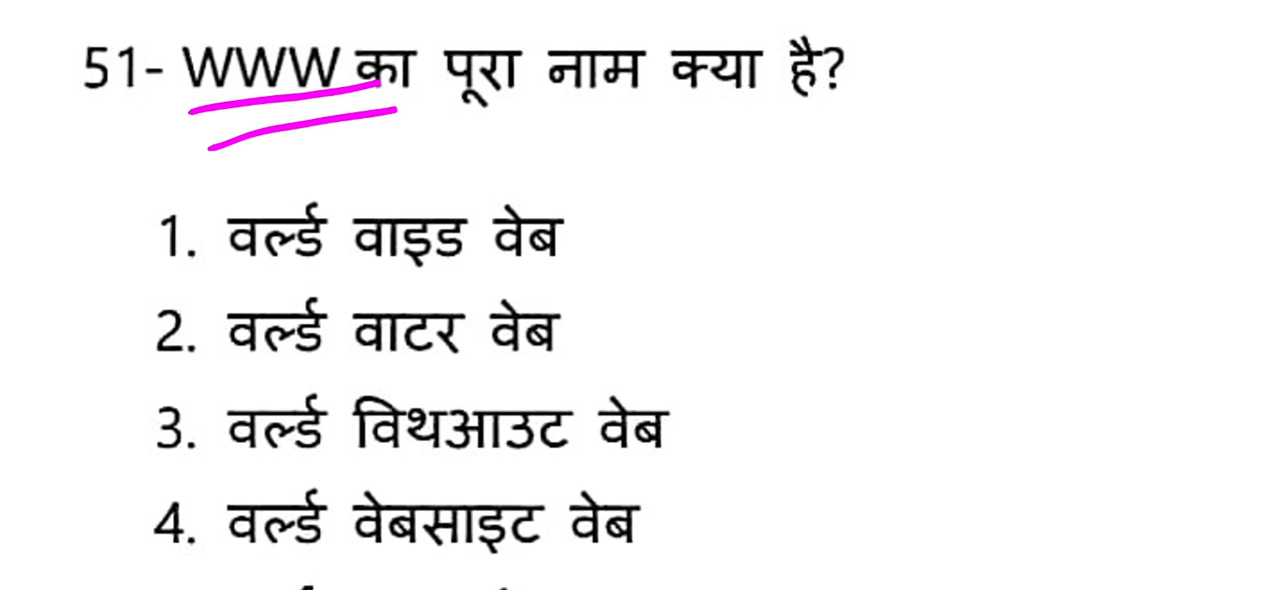 51- WWW का पूरा नाम क्या है?
1. वर्ल्ड वाइड वेब
2. वर्ल्ड वाटर वेब
3. वर्ल्ड विथआउट वेब
4. वर्ल्ड वेबसाइट वेब